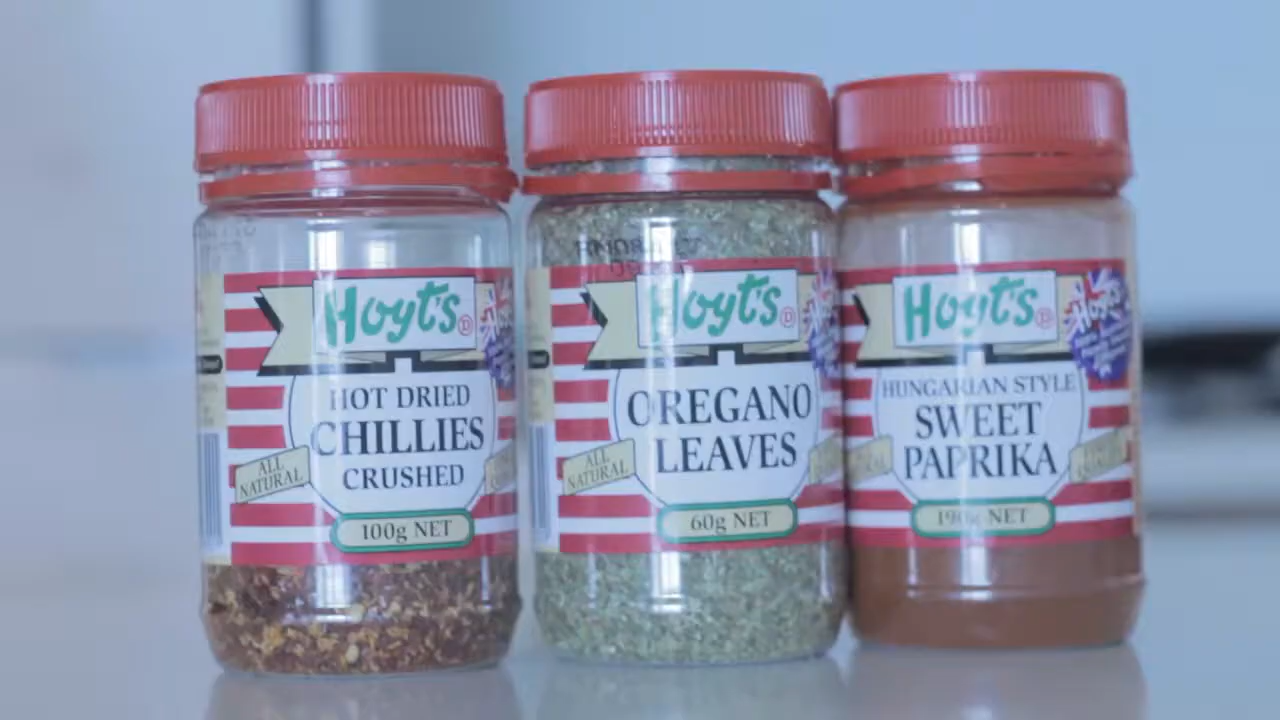 Hoyt's
HOT DRIED
CHILLIES
CRUSHED
ALL
NATURAL
100g NET
Hoyt's
OREGANO
LEAVES
ALL
NATURAL
60g NET
Hoyt's
HUNGARIAN STYLE
SWEET
PAPRIKA
NET